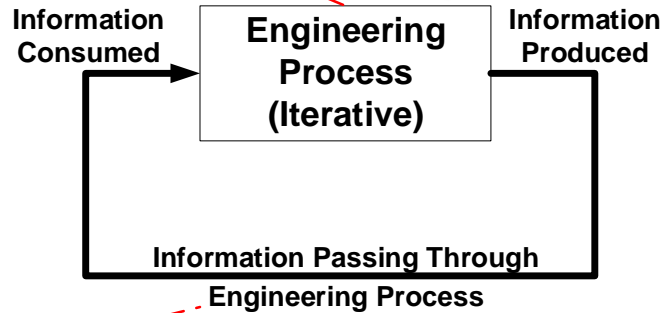 Information
Consumed
Engineering
Process
(Iterative)
Information
Produced
Information Passing Through
Engineering Process